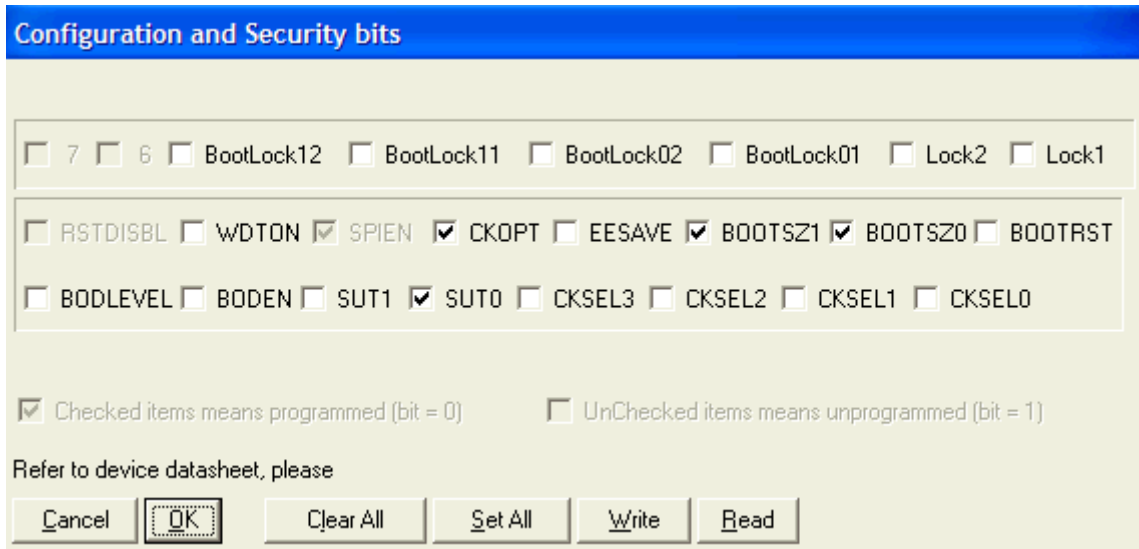 Configuration and Security bits
7 6 BootLock12 BootLock11 BootLock02 BootLock01 Lock2 Lock1
RSTDISBL WDTON SPIEN CKOPT EESAVE BOOTSZ1 BOOTSZ0 BOOTRST
BODLEVEL BODEN SUT1 SUT0 CKSEL3 CKSEL2 CKSEL1 CKSEL0
Checked items means programmed (bit = 0) UnChecked items means unprogrammed (bit = 1)
Refer to device datasheet, please
Cancel OK Clear All Set All Write Read